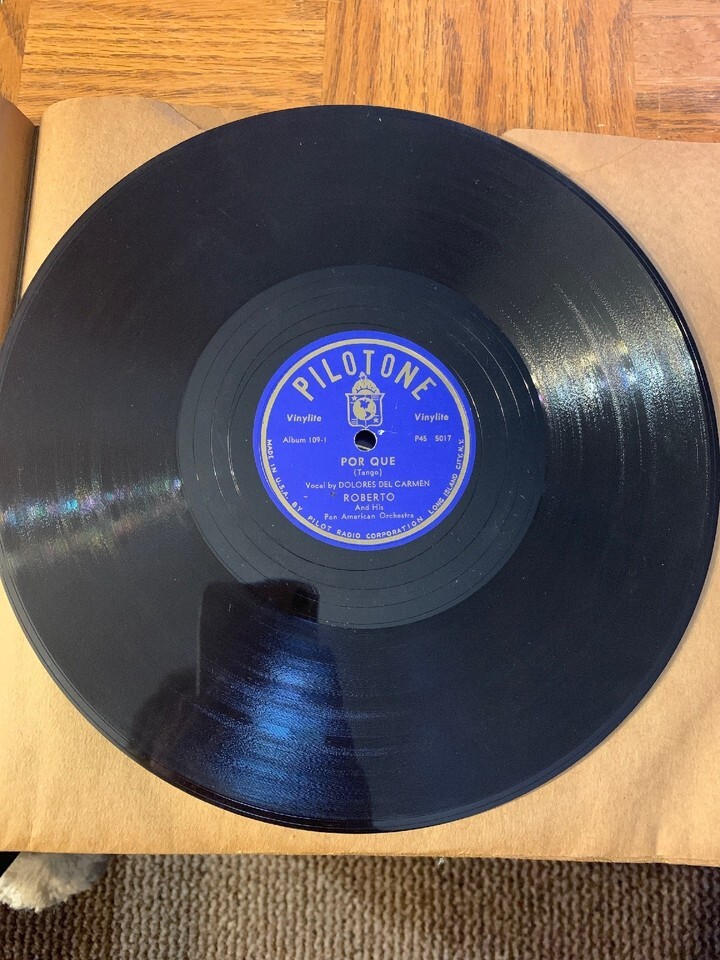 PILOTONE
Vinylite Vinylite
Album 109-1 P45 5017
POR QUE
(Tango)
Vocal by DOLORES DEL CARMEN
ROBERTO
And His
Pan American Orchestra
MADE IN U.S.A. BY PILOT RADIO CORPORATION LONG ISLAND CITY, N.Y.